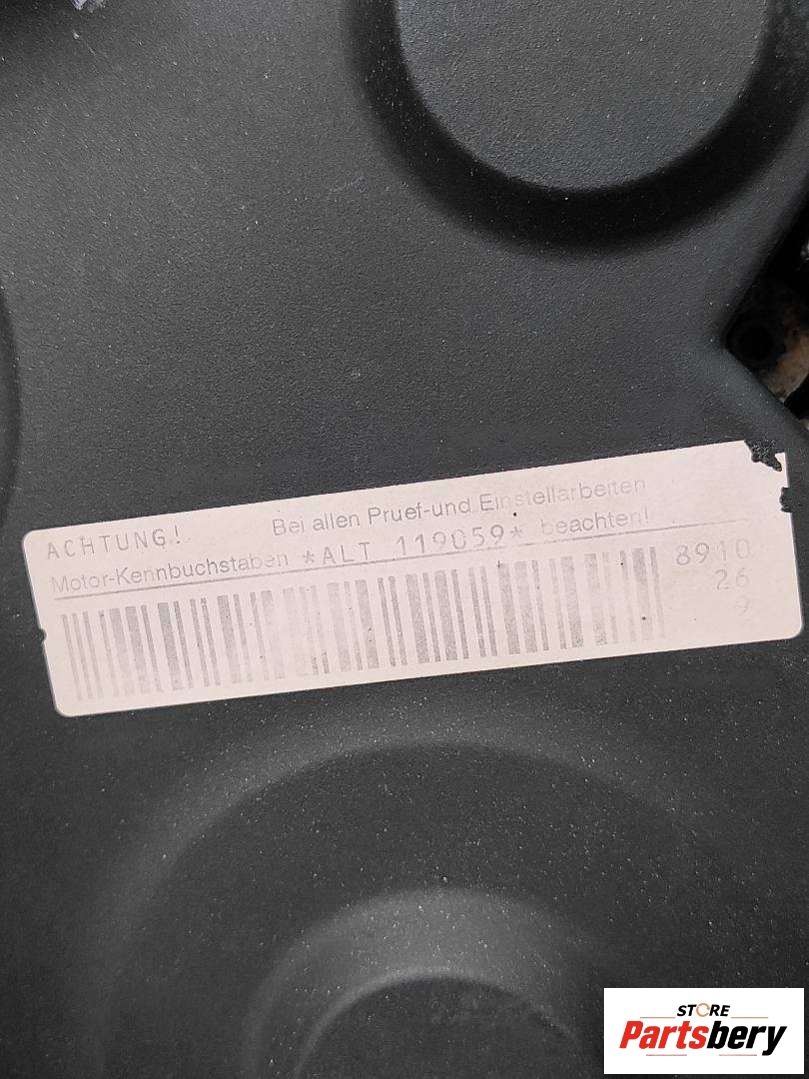 ACHTUNG! Bei allen Pruef-und Einstellarbeiten
Motor-Kennbuchstaben *ALT 119059* beachten!
8910
26
9
STORE
Partsbery